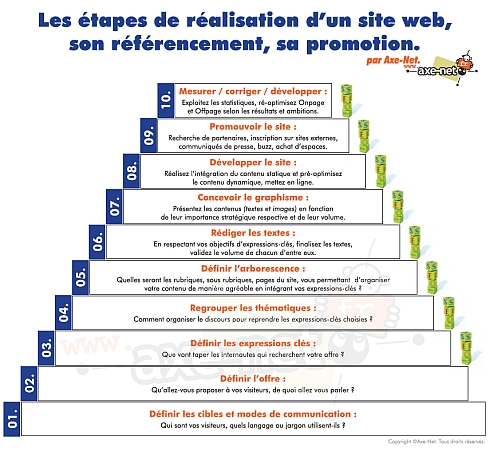 Les étapes de réalisation d'un site web,
son référencement, sa promotion.
par Axe-Net.
axe-net
10.
Mesurer / corriger / développer :
Exploitez les statistiques, ré-optimisez Onpage
et Offpage selon les résultats et ambitions.
09.
Promouvoir le site :
Recherche de partenaires, inscription sur sites externes,
communiqués de presse, buzz, achat d'espaces.
08.
Développer le site :
Réalisez l'intégration du contenu statique et pré-optimisez
le contenu dynamique, mettez en ligne.
07.
Concevoir le graphisme :
Présentez les contenus (textes et images) en fonction
de leur importance stratégique respective et de leur volume.
06.
Rédiger les textes :
En respectant vos objectifs d'expressions-clés, finalisez les textes,
validez le volume de chacun d'entre eux.
05.
Définir l'arborescence :
Quelles seront les rubriques, sous rubriques, pages du site, vous permettant d'organiser
votre contenu de manière agréable en intégrant vos expressions-clés ?
04.
Regrouper les thématiques :
Comment organiser le discours pour reprendre les expressions-clés choisies ?
03.
Définir les expressions clés :
Que vont taper les internautes qui recherchent votre offre ?
02.
Définir l'offre :
Qu'allez-vous proposer à vos visiteurs, de quoi allez vous parler ?
01.
Définir les cibles et modes de communication :
Qui sont vos visiteurs, quels langage ou jargon utilisent-ils ?
www.axe-net
Copyright ©Axe-Net. Tous droits réservés.